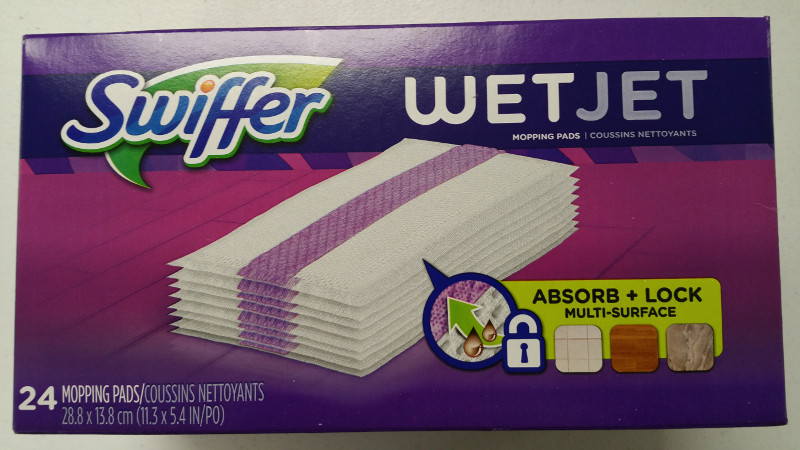 Swiffer
WETJET
MOPPING PADS | COUSSINS NETTOYANTS
ABSORB + LOCK
MULTI-SURFACE
24 MOPPING PADS/COUSSINS NETTOYANTS
28.8 x 13.8 cm (11.3 x 5.4 IN/PO)